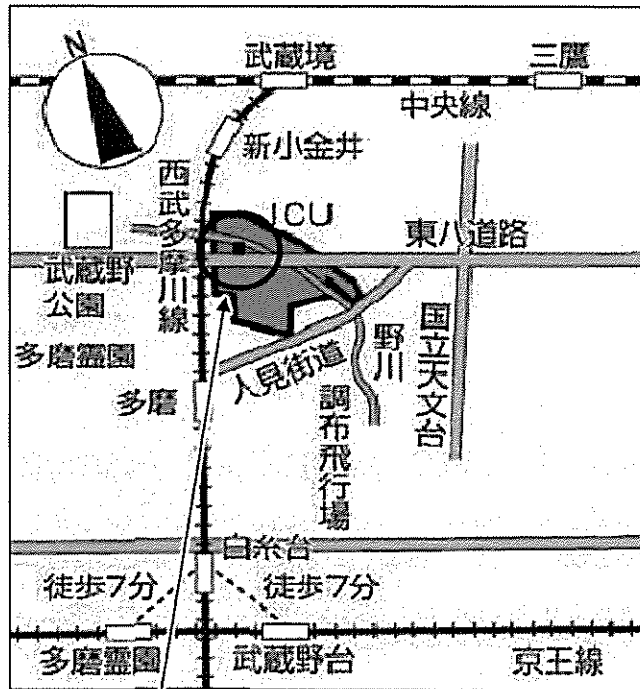 N
武蔵境
三鷹
中央線
新小金井
西武多摩川線
ICU
東八道路
武蔵野
公園
多磨霊園
多磨
人見街道
野川
国立天文台
調布飛行場
白糸台
徒歩7分
徒歩7分
多磨霊園
武蔵野台
京王線